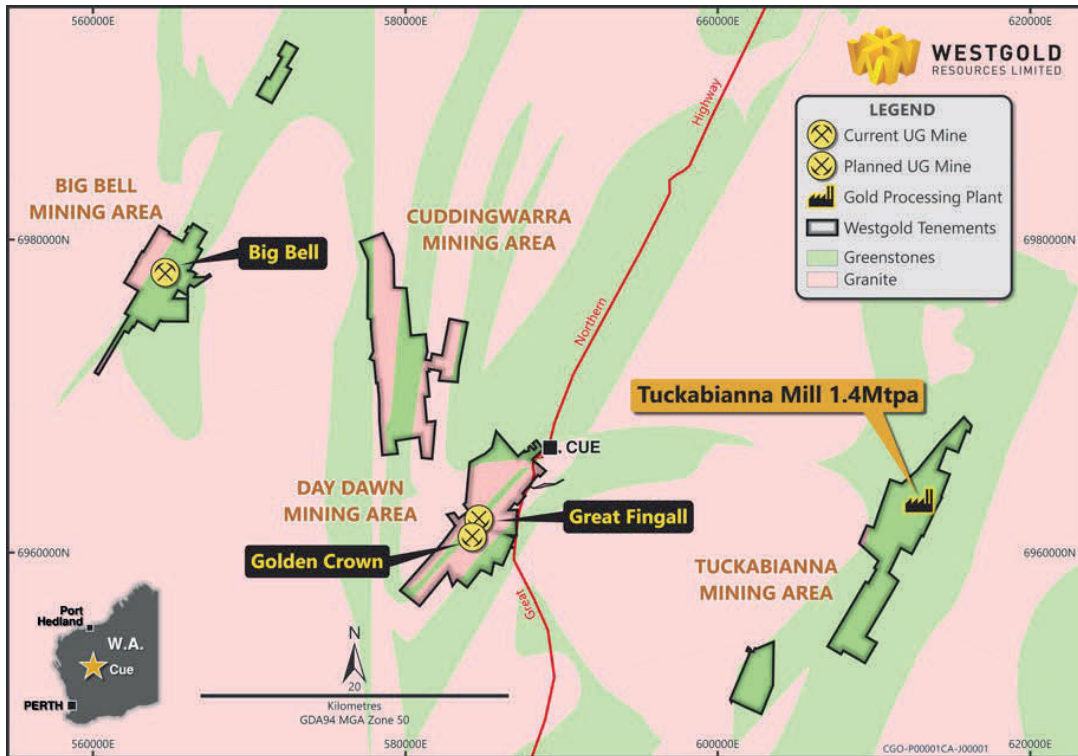 560000E
580000E
660000E
620000E
WESTGOLD
RESOURCES LIMITED
LEGEND
Current UG Mine
Planned UG Mine
Gold Processing Plant
Westgold Tenements
Greenstones
Granite
Highway
BIG BELL
MINING AREA
CUDDINGWARRA
MINING AREA
6980000N
6980000N
Big Bell
Northern
Tuckabianna Mill 1.4Mtpa
CUE
DAY DAWN
MINING AREA
Great Fingall
Golden Crown
6960000N
6960000N
TUCKABIANNA
MINING AREA
Great
Port
Hedland
W.A.
Cue
PERTH
N
20
Kilometres
GDA94 MGA Zone 50
CGO-P00001CA-J00001
560000E
580000E
600000E
620000E